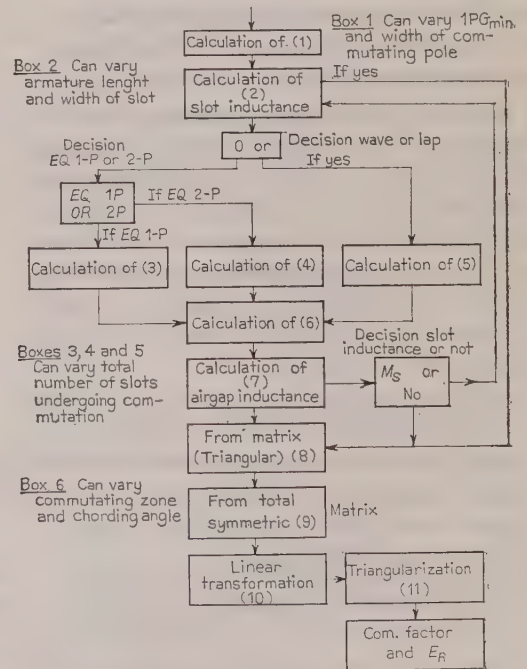 Box 1 Can vary 1PGmin,
and width of com-
mutating pole
Calculation of. (1)
If yes
Box 2 Can vary
armature lenght
and width of slot
Calculation of
(2)
slot inductance
Decision
EQ 1-P or 2-P
O or
Decision wave or lap
If yes
EQ 1P
OR 2P
If EQ 2-P
If EQ 1-P
Calculation of (3)
Calculation of (4)
Calculation of (5)
Calculation of (6)
Boxes 3, 4 and 5
Can vary total
number of slots
undergoing com-
mutation
Calculation of
(7)
airgap inductance
Decision slot
inductance or not
MS or
No
From matrix
(Triangular) (8)
Box 6 Can vary
commutating zone
and chording angle
From total
symmetric (9)
Matrix
Linear
transformation
(10)
Triangularization
(11)
Com. factor
and ER